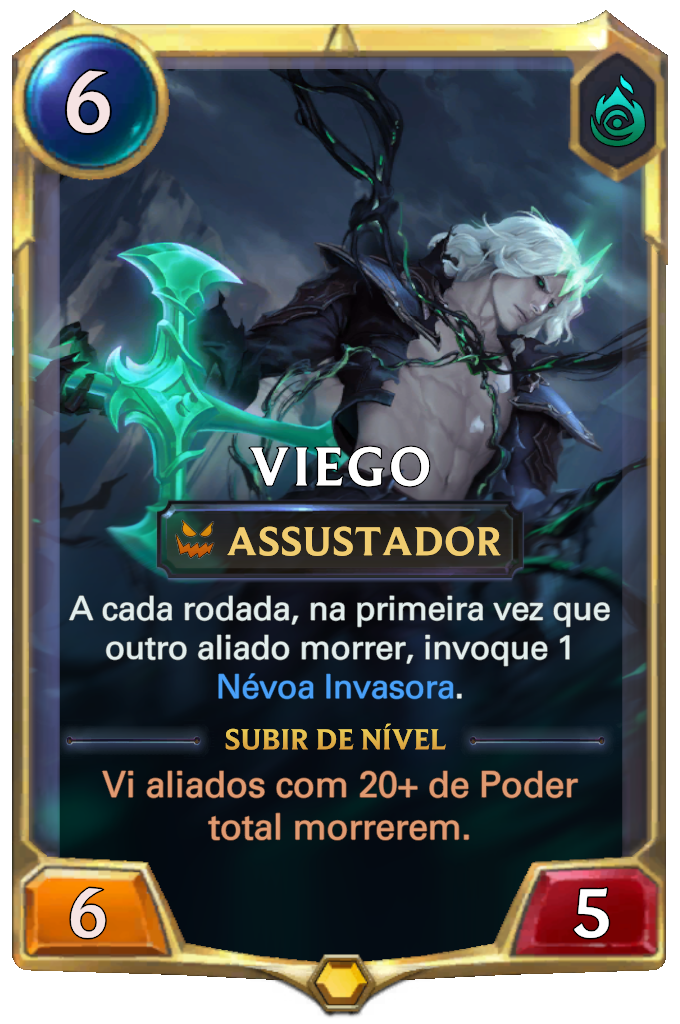 6
VIEGO
ASSUSTADOR
A cada rodada, na primeira vez que
outro aliado morrer, invoque 1
Névoa Invasora.
SUBIR DE NÍVEL
Vi aliados com 20+ de Poder
total morrerem.
6
5